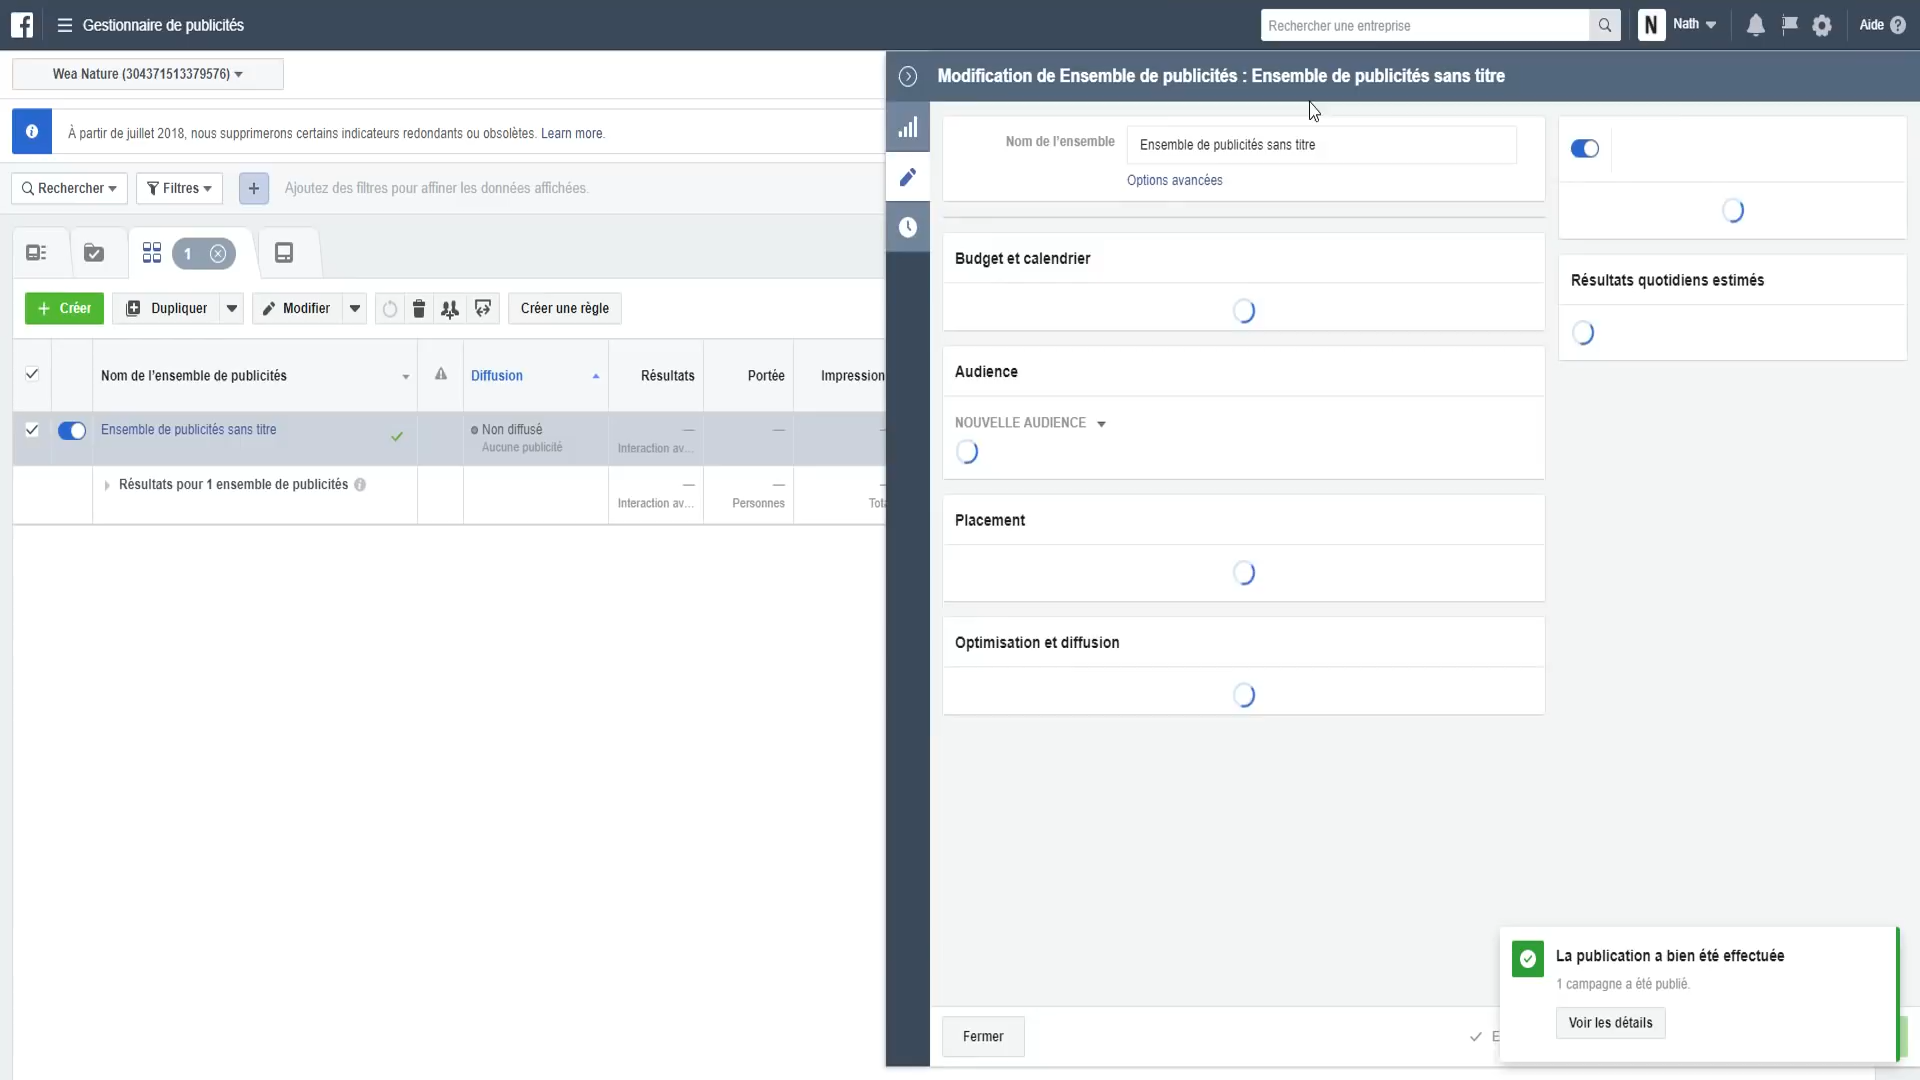 Gestionnaire de publicités
Rechercher une entreprise
N
Nath
Aide
Wea Nature (304371513379576)
À partir de juillet 2018, nous supprimerons certains indicateurs redondants ou obsolètes. Learn more.
Rechercher
Filtres
+
Ajoutez des filtres pour affiner les données affichées.
1
+ Créer
Dupliquer
Modifier
Créer une règle
Nom de l'ensemble de publicités
Diffusion
Résultats
Portée
Impression
Ensemble de publicités sans titre
Non diffusé
Aucune publicité
—
Interaction av...
—
Résultats pour 1 ensemble de publicités
—
Interaction av...
—
Personnes
Modification de Ensemble de publicités : Ensemble de publicités sans titre
Nom de l'ensemble
Ensemble de publicités sans titre
Options avancées
Budget et calendrier
Audience
NOUVELLE AUDIENCE
Placement
Optimisation et diffusion
Résultats quotidiens estimés
Fermer
La publication a bien été effectuée
1 campagne a été publié.
Voir les détails